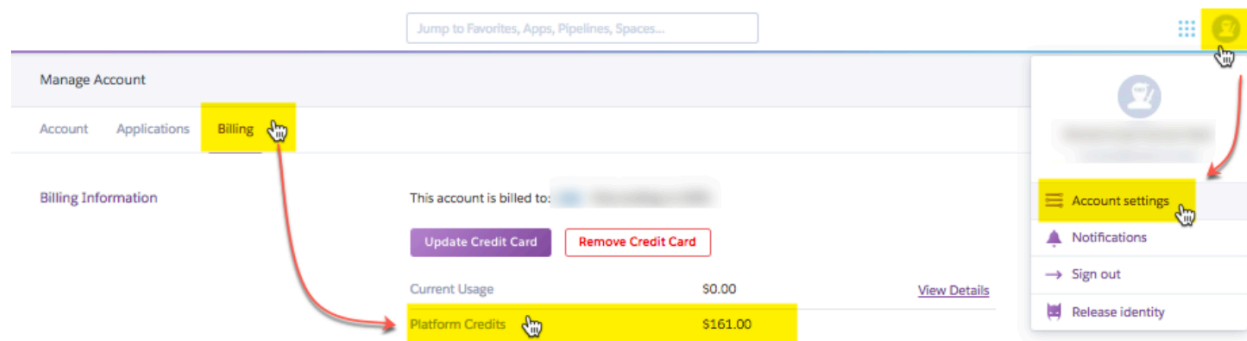 Jump to Favorites, Apps, Pipelines, Spaces...
Manage Account
Account Applications Billing
Billing Information
This account is billed to:
Update Credit Card Remove Credit Card
Current Usage $0.00 View Details
Platform Credits $161.00
Account settings
Notifications
Sign out
Release identity